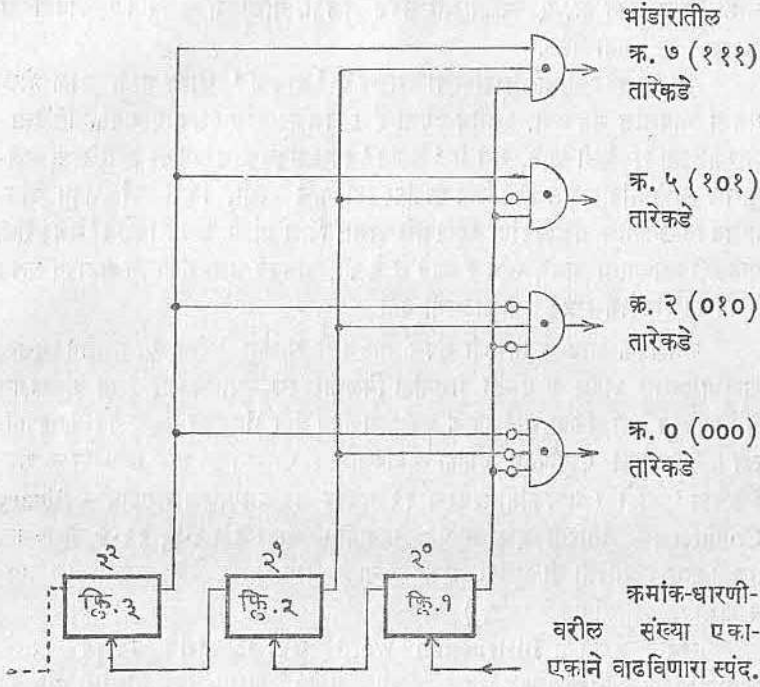 भांडारातील
क्र. ७ (१११)
तारेकडे
क्र. ५ (१०१)
तारेकडे
क्र. २ (०१०)
तारेकडे
क्र. ० (०००)
तारेकडे
२² २¹ २⁰
फ्लि.३ फ्लि.२ फ्लि.१
क्रमांक-धारणी-
वरील संख्या एका-
एकाने वाढविणारा स्पंद.